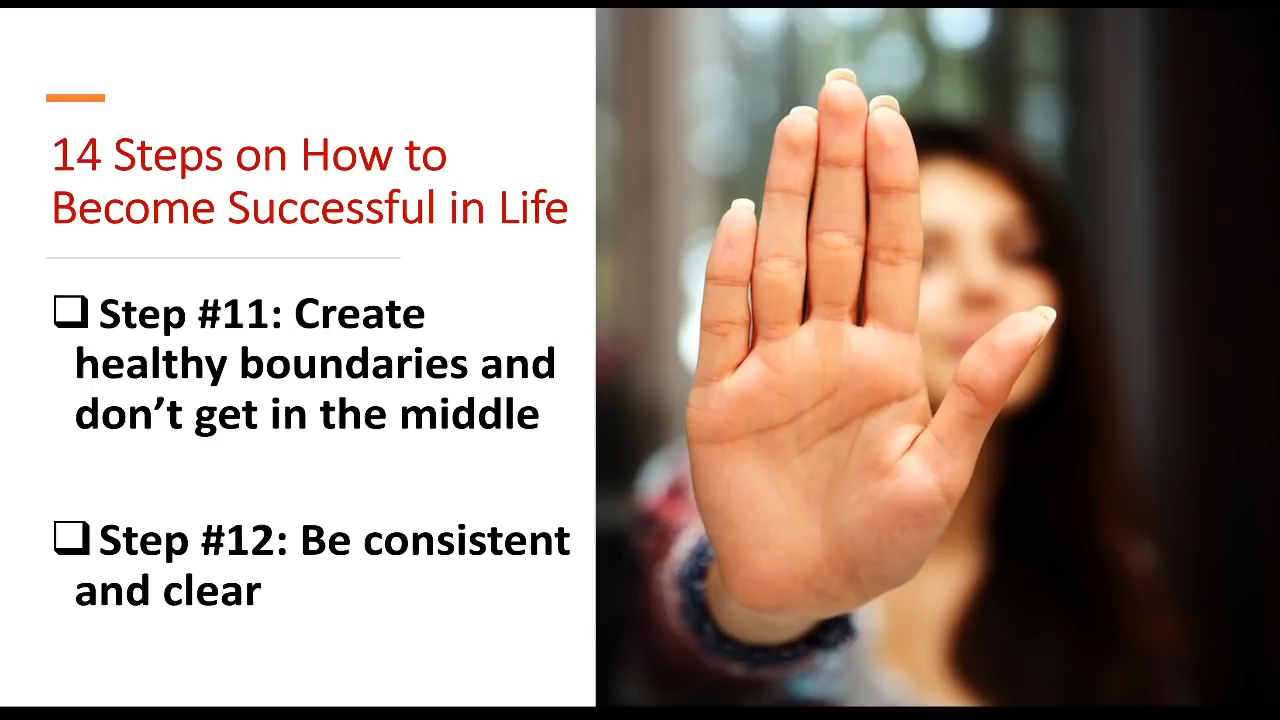 14 Steps on How to
Become Successful in Life
Step #11: Create
healthy boundaries and
don’t get in the middle
Step #12: Be consistent
and clear